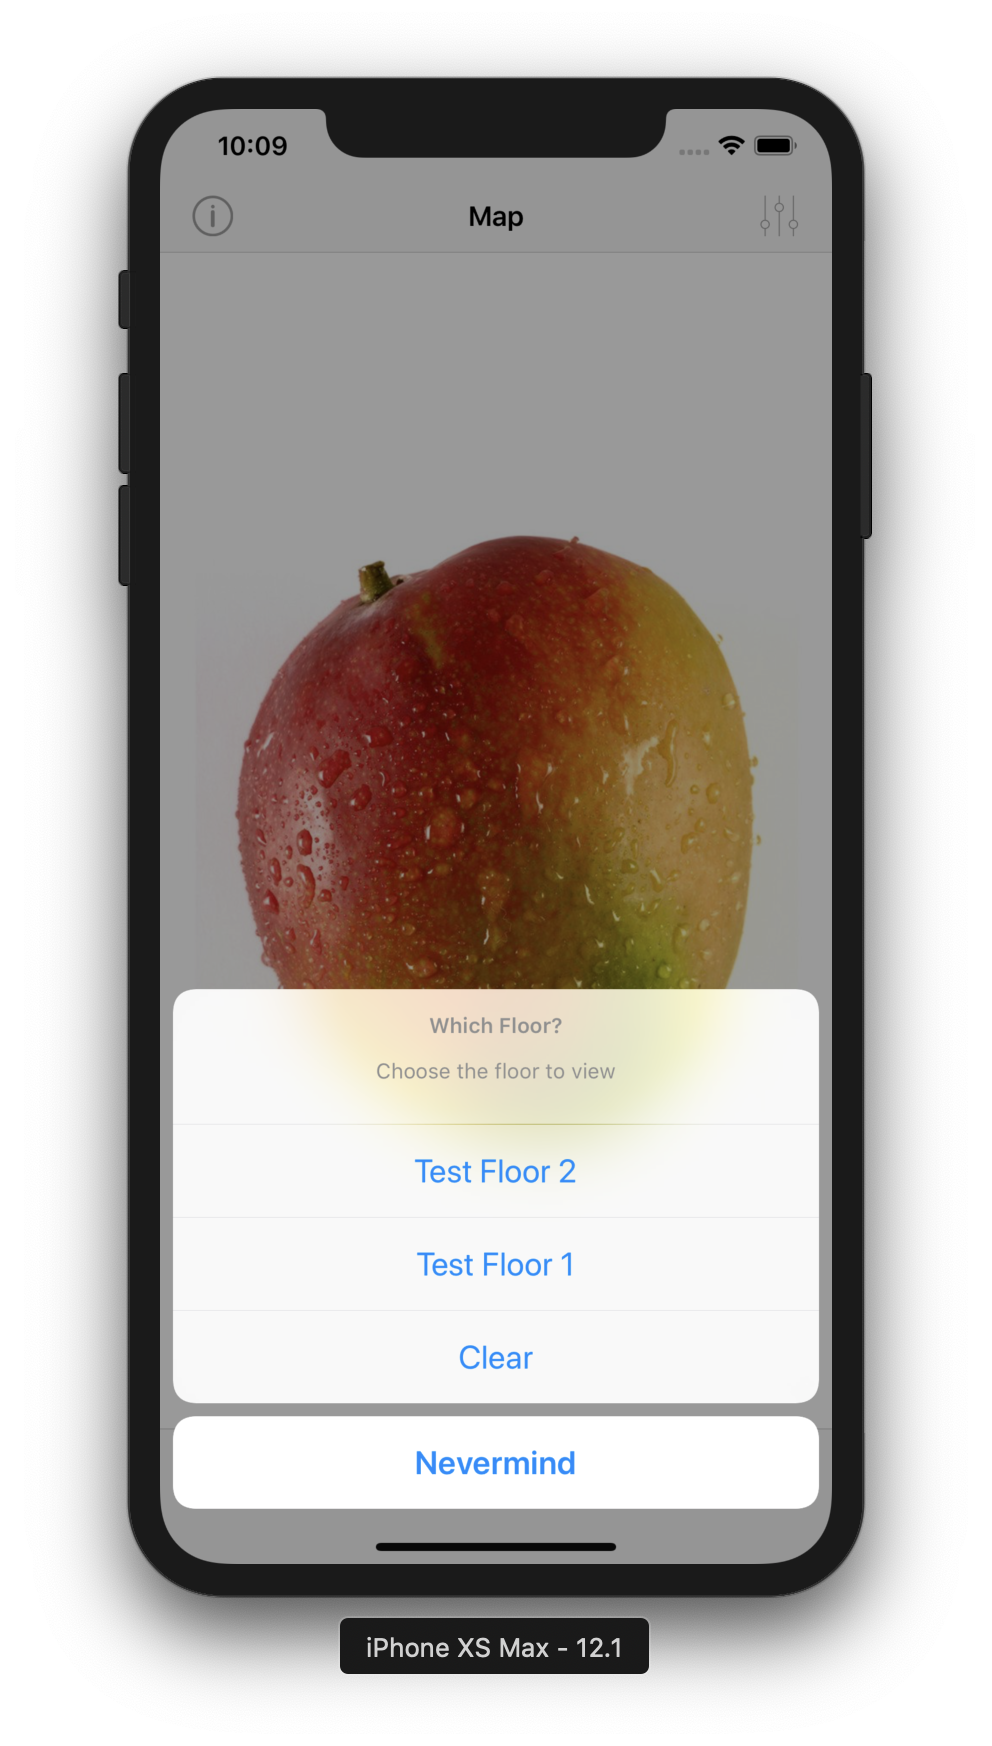 10:09
Map
Which Floor?
Choose the floor to view
Test Floor 2
Test Floor 1
Clear
Nevermind
iPhone XS Max - 12.1